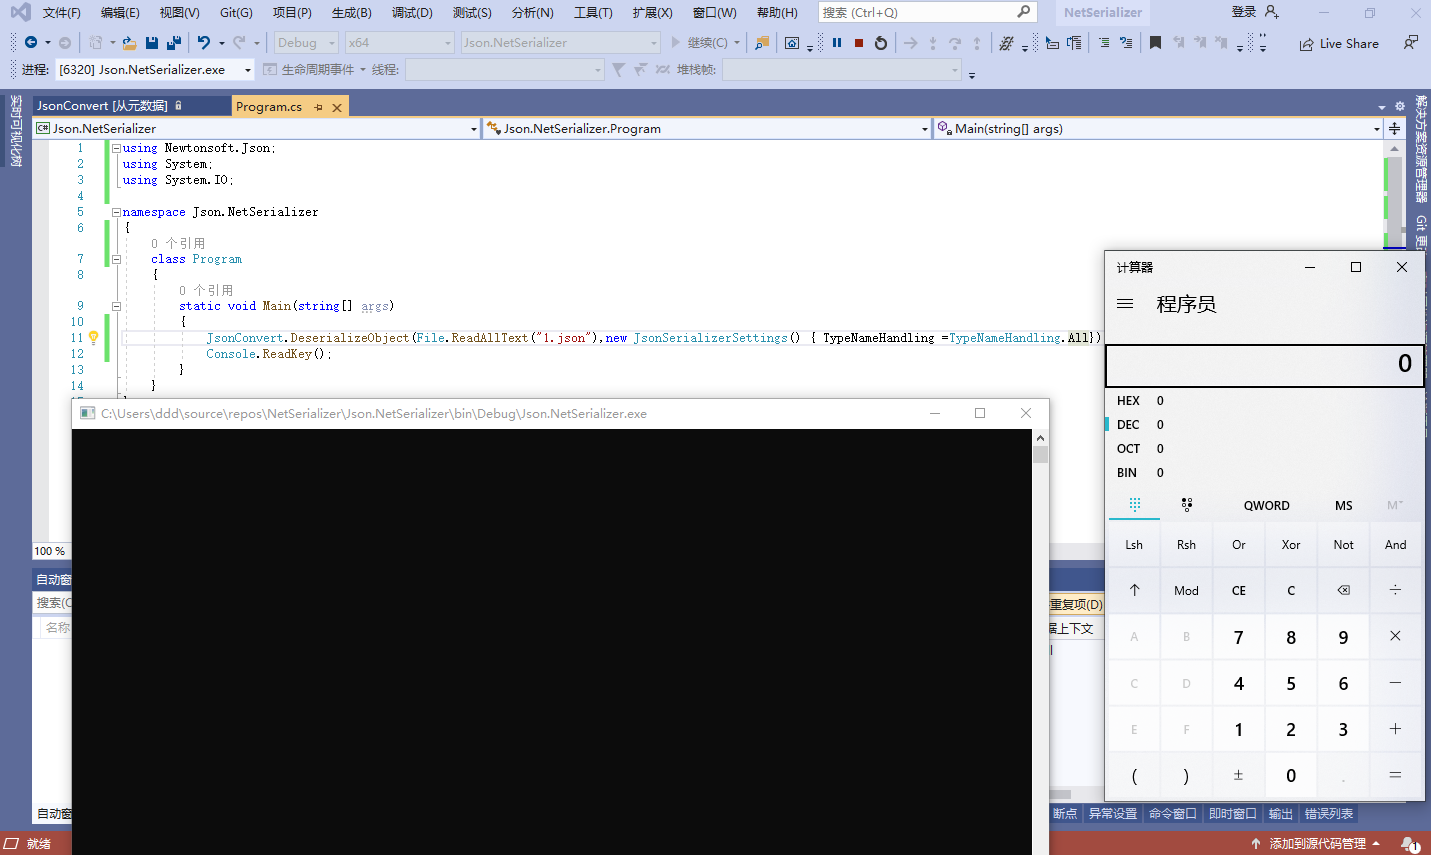 文件(F) 编辑(E) 视图(V) Git(G) 项目(P) 生成(B) 调试(D) 测试(S) 分析(N) 工具(T) 扩展(X) 窗口(W) 帮助(H) 搜索 (Ctrl+Q) NetSerializer 登录
Debug x64 Json.NetSerializer 继续(C) Live Share
进程: [6320] Json.NetSerializer.exe 生命周期事件 线程: 堆栈帧:
实时可视化树
JsonConvert [从元数据] Program.cs
C# Json.NetSerializer Json.NetSerializer.Program Main(string[] args)
解决方案资源管理器
Git 更
1 using Newtonsoft.Json;
2 using System;
3 using System.IO;
4
5 namespace Json.NetSerializer
6 {
0 个引用
7 class Program
8 {
0 个引用
9 static void Main(string[] args)
10 {
11 JsonConvert.DeserializeObject(File.ReadAllText("1.json"),new JsonSerializerSettings() { TypeNameHandling =TypeNameHandling.All})
12 Console.ReadKey();
13 }
14 }
C:\Users\ddd\source\repos\NetSerializer\Json.NetSerializer\bin\Debug\Json.NetSerializer.exe
100 %
自动窗
搜索(C
名称
重复项(D)
据上下文
自动窗
断点 异常设置 命令窗口 即时窗口 输出 错误列表
就绪
添加到源代码管理 1
计算器
程序员
0
HEX 0
DEC 0
OCT 0
BIN 0
QWORD MS M˅
Lsh Rsh Or Xor Not And
↑ Mod CE C ⌫ ÷
A B 7 8 9 ×
C D 4 5 6 −
E F 1 2 3 +
( ) ± 0 . =